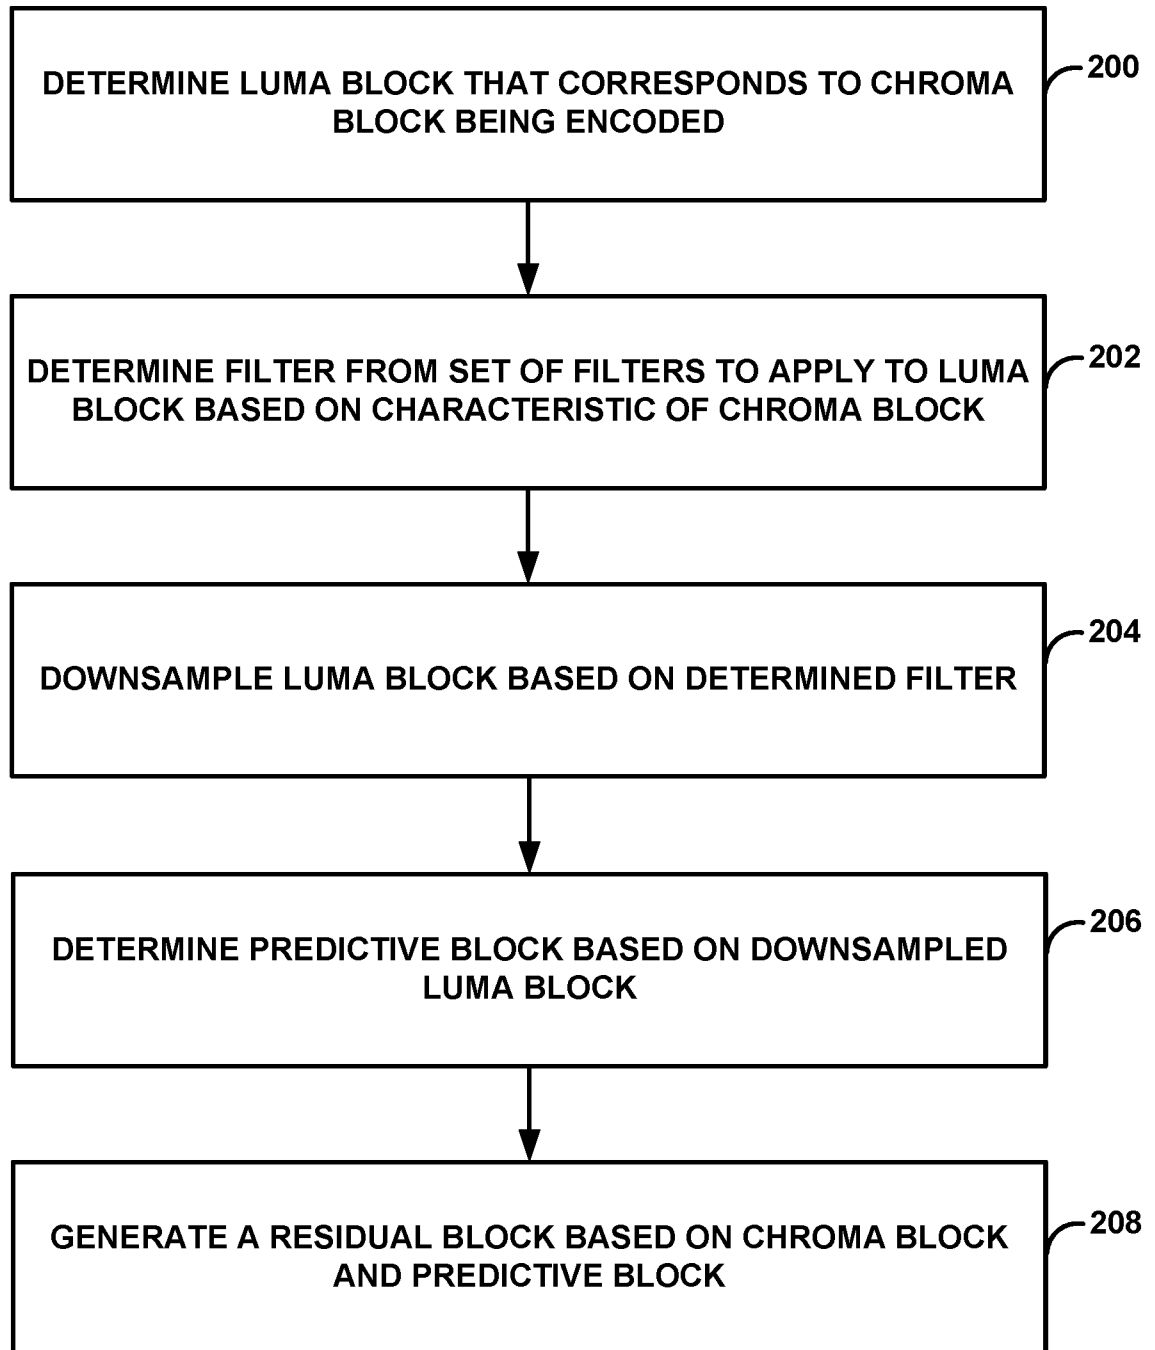 DETERMINE LUMA BLOCK THAT CORRESPONDS TO CHROMA
BLOCK BEING ENCODED
200
DETERMINE FILTER FROM SET OF FILTERS TO APPLY TO LUMA
BLOCK BASED ON CHARACTERISTIC OF CHROMA BLOCK
202
DOWNSAMPLE LUMA BLOCK BASED ON DETERMINED FILTER
204
DETERMINE PREDICTIVE BLOCK BASED ON DOWNSAMPLED
LUMA BLOCK
206
GENERATE A RESIDUAL BLOCK BASED ON CHROMA BLOCK
AND PREDICTIVE BLOCK
208